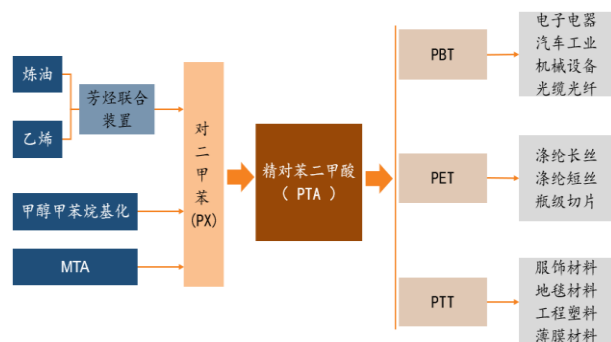 炼油
乙烯
芳烃联合
装置
甲醇甲苯烷基化
MTA
对
二
甲
苯
(PX)
精对苯二甲酸
( PTA )
PBT
电子电器
汽车工业
机械设备
光缆光纤
PET
涤纶长丝
涤纶短丝
瓶级切片
PTT
服饰材料
地毯材料
工程塑料
薄膜材料